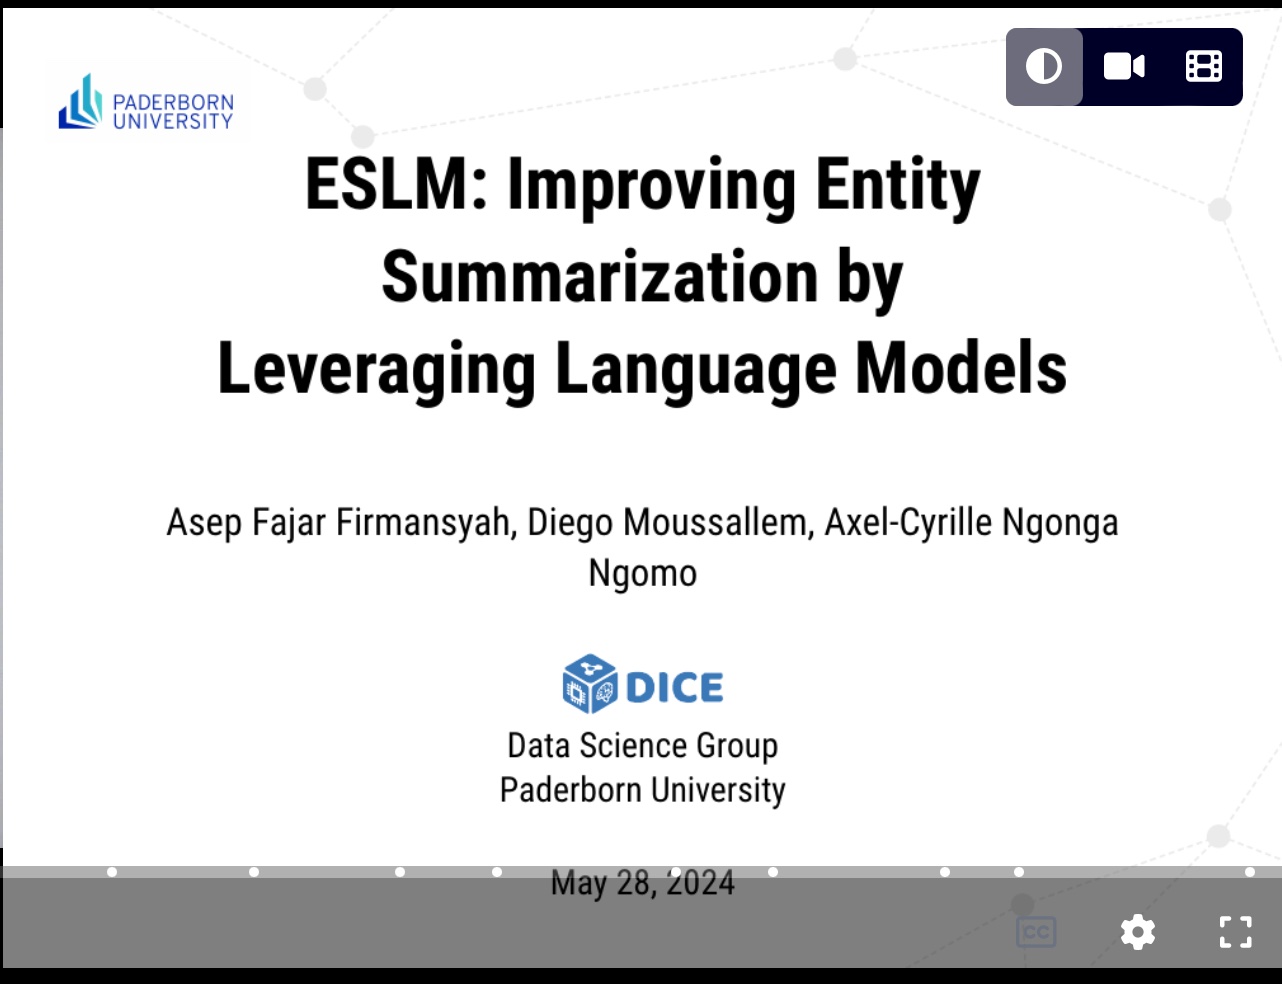 PADERBORN
UNIVERSITY
ESLM: Improving Entity
Summarization by
Leveraging Language Models
Asep Fajar Firmansyah, Diego Moussallem, Axel-Cyrille Ngonga
Ngomo
DICE
Data Science Group
Paderborn University
May 28, 2024
CC